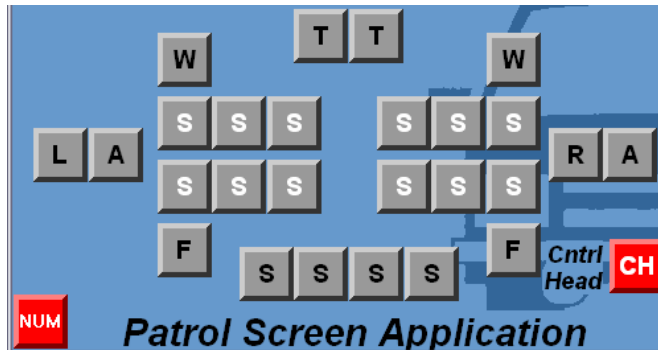 T T
W W
S S S S S S
L A R A
S S S S S S
F F
S S S S
Cntrl
Head
CH
NUM
Patrol Screen Application